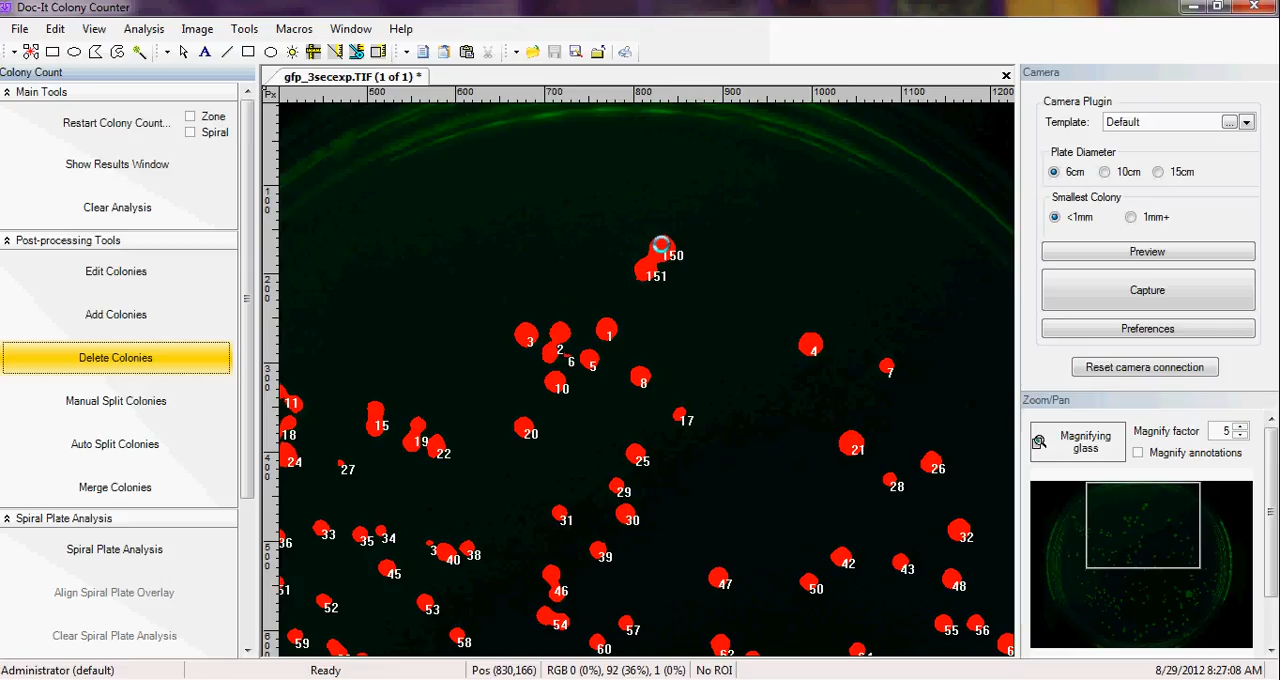 Doc-It Colony Counter
File Edit View Analysis Image Tools Macros Window Help
Colony Count
Main Tools
Restart Colony Count...
Zone
Spiral
Show Results Window
Clear Analysis
Post-processing Tools
Edit Colonies
Add Colonies
Delete Colonies
Manual Split Colonies
Auto Split Colonies
Merge Colonies
Spiral Plate Analysis
Spiral Plate Analysis
Align Spiral Plate Overlay
Clear Spiral Plate Analysis
gfp_3secexp.TIF (1 of 1) *
Px 500 600 700 800 900 1000 1100 1200
100
200
300
400
500
600
150
151
3 2 1 4
6 5 7
10 8
11 15 17
18 19 20 21
24 22 25 26
27 28
29
31 30
33 35 34 32
36 38
40 39 42 43
45 47 50 48
51 46
52 53
54 57 55 56
59 58 60
Camera
Camera Plugin
Template: Default ...
Plate Diameter
6cm 10cm 15cm
Smallest Colony
<1mm 1mm+
Preview
Capture
Preferences
Reset camera connection
Zoom/Pan
Magnifying glass
Magnify factor 5
Magnify annotations
Administrator (default) Ready Pos (830,166) RGB 0 (0%), 92 (36%), 1 (0%) No ROI 8/29/2012 8:27:08 AM